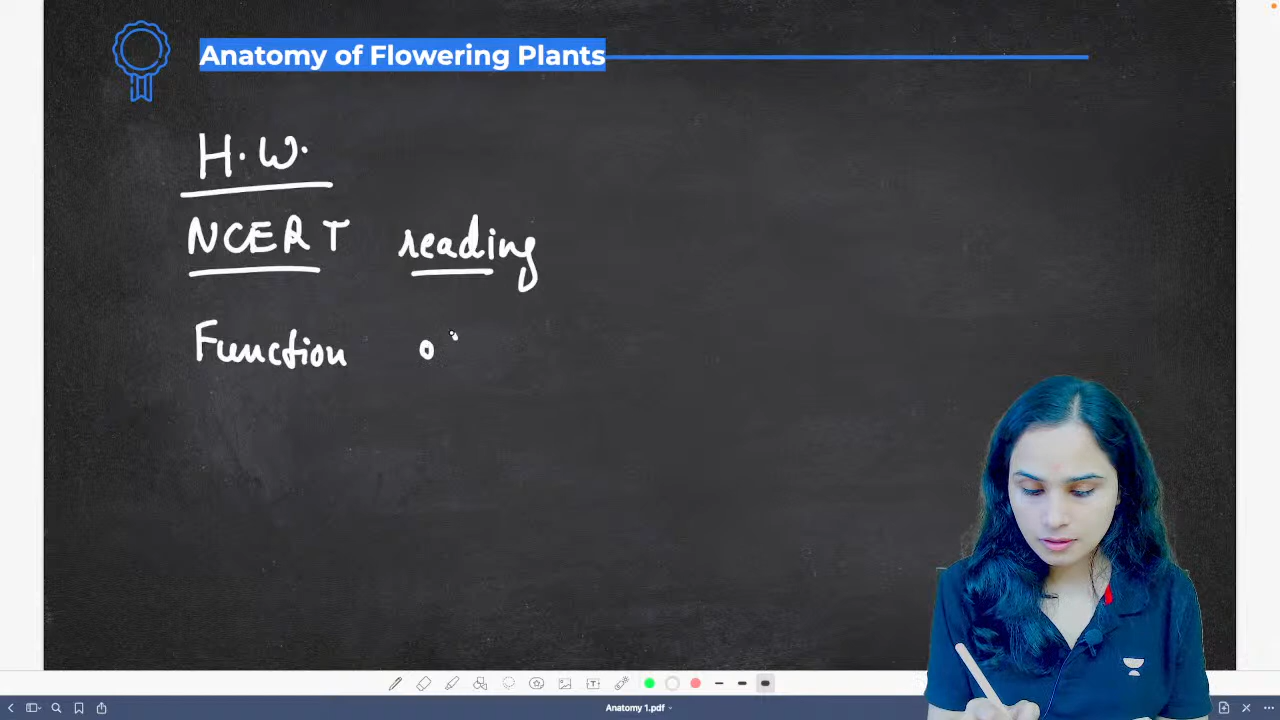 Anatomy of Flowering Plants
H.W.
NCERT reading
Function o
Anatomy 1.pdf